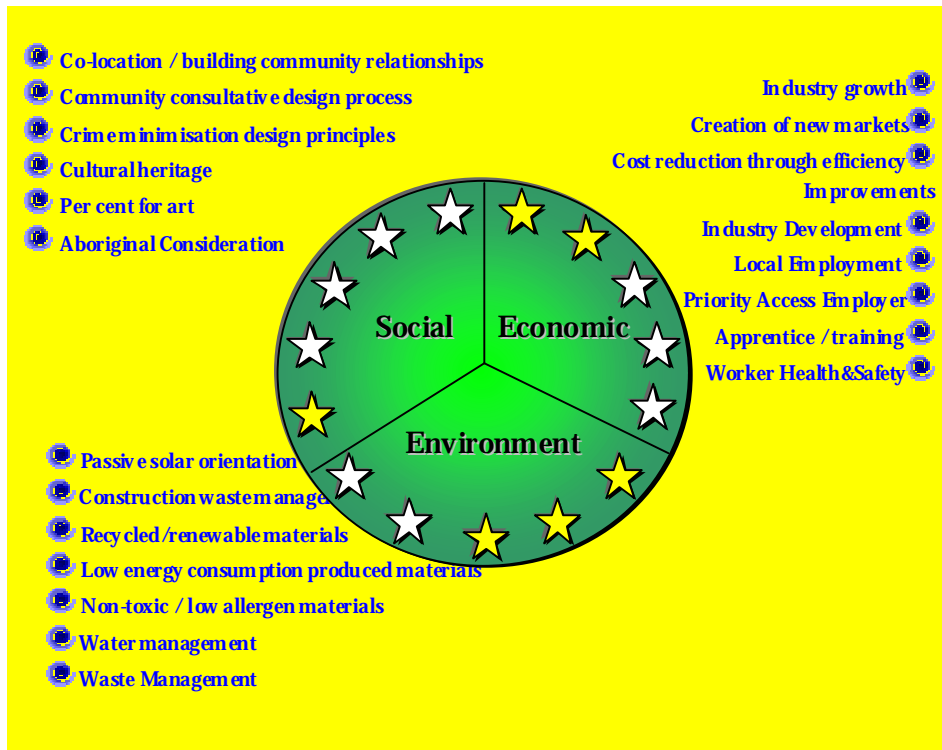 Co-location / building community relationships
Community consultative design process
Crime minimisation design principles
Cultural heritage
Per cent for art
Aboriginal Consideration
Industry growth
Creation of new markets
Cost reduction through efficiency
Improvements
Industry Development
Local Employment
Priority Access Employer
Apprentice / training
Worker Health&Safety
Social
Economic
Environment
Passive solar orientation
Construction waste manage
Recycled/renewable materials
Low energy consumption produced materials
Non-toxic / low allergen materials
Water management
Waste Management